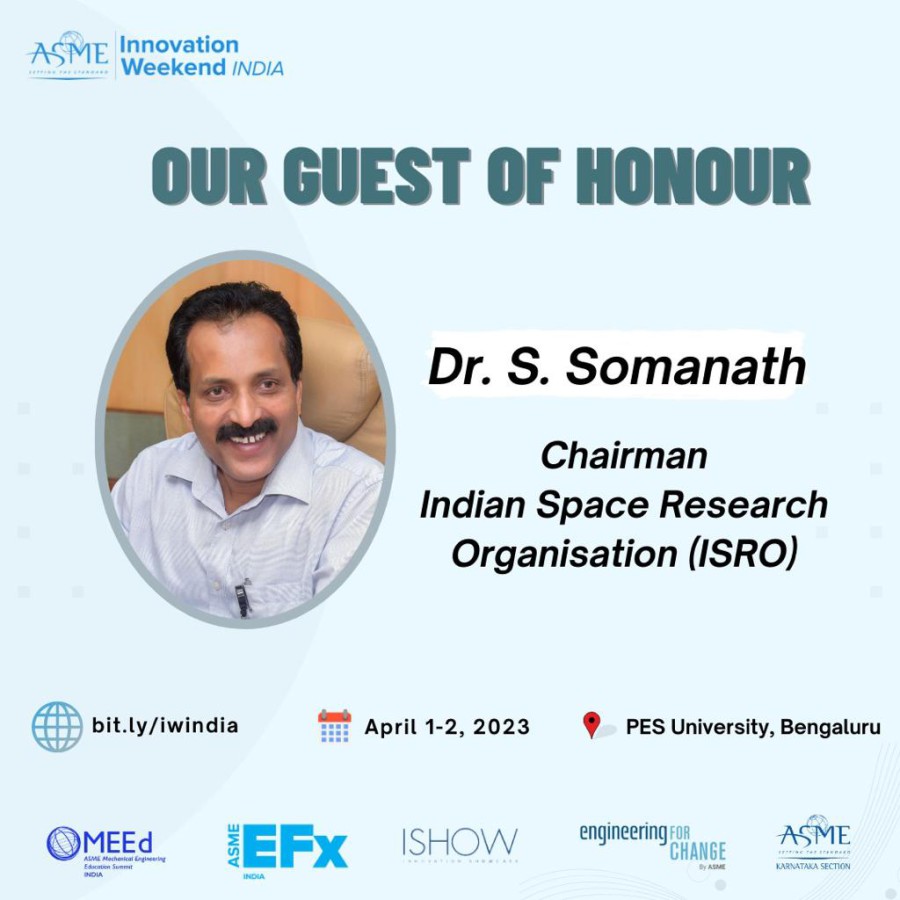 ASME
SETTING THE STANDARD
Innovation
Weekend INDIA
OUR GUEST OF HONOUR
Dr. S. Somanath
Chairman
Indian Space Research
Organisation (ISRO)
bit.ly/iwindia
April 1-2, 2023
PES University, Bengaluru
MEEd
ASME Mechanical Engineering
Education Summit
INDIA
ASME
EFx
INDIA
ISHOW
INNOVATION SHOWCASE
engineering FOR
CHANGE
By ASME
ASME
SETTING THE STANDARD
KARNATAKA SECTION